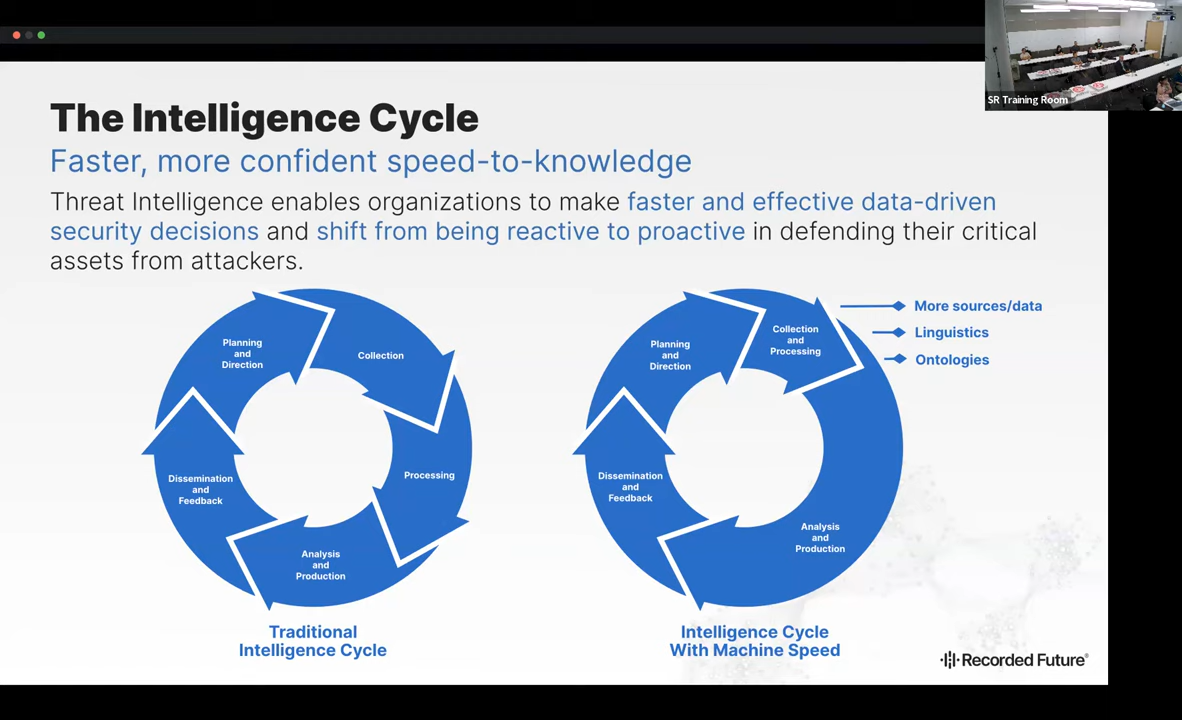 SR Training Room
The Intelligence Cycle
Faster, more confident speed-to-knowledge
Threat Intelligence enables organizations to make faster and effective data-driven
security decisions and shift from being reactive to proactive in defending their critical
assets from attackers.
Planning
and
Direction
Collection
Processing
Analysis
and
Production
Dissemination
and
Feedback
Traditional
Intelligence Cycle
Planning
and
Direction
Collection
and
Processing
More sources/data
Linguistics
Ontologies
Analysis
and
Production
Dissemination
and
Feedback
Intelligence Cycle
With Machine Speed
Recorded Future®